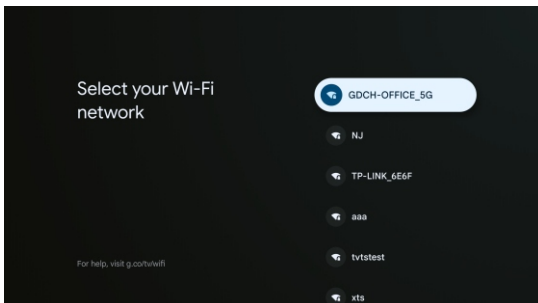 Select your Wi-Fi
network
GDCH-OFFICE_5G
NJ
TP-LINK_6E6F
aaa
tvtstest
xts
For help, visit g.co/tv/wifi